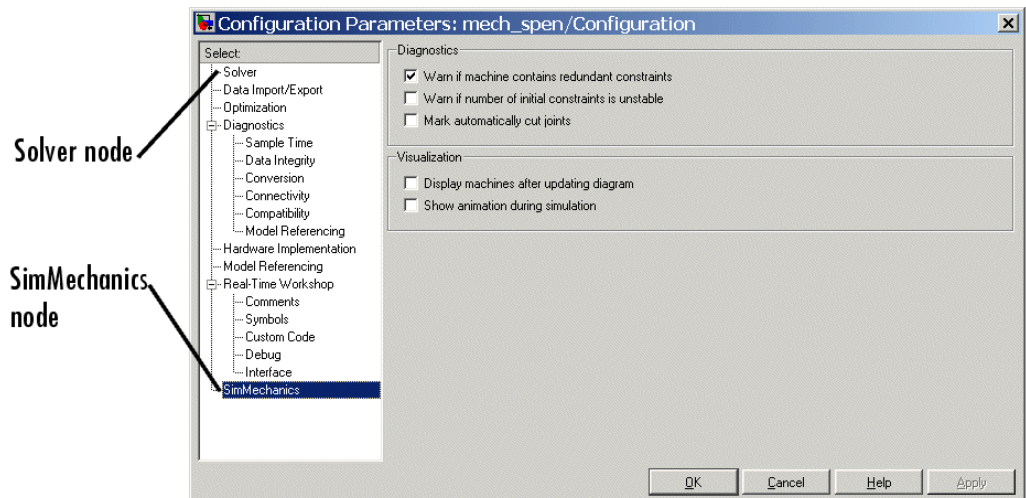 Configuration Parameters: mech_spen/Configuration
Select:
Solver
Data Import/Export
Optimization
Diagnostics
Sample Time
Data Integrity
Conversion
Connectivity
Compatibility
Model Referencing
Hardware Implementation
Model Referencing
Real-Time Workshop
Comments
Symbols
Custom Code
Debug
Interface
SimMechanics
Diagnostics
Warn if machine contains redundant constraints
Warn if number of initial constraints is unstable
Mark automatically cut joints
Visualization
Display machines after updating diagram
Show animation during simulation
OK
Cancel
Help
Apply
Solver node
SimMechanics
node